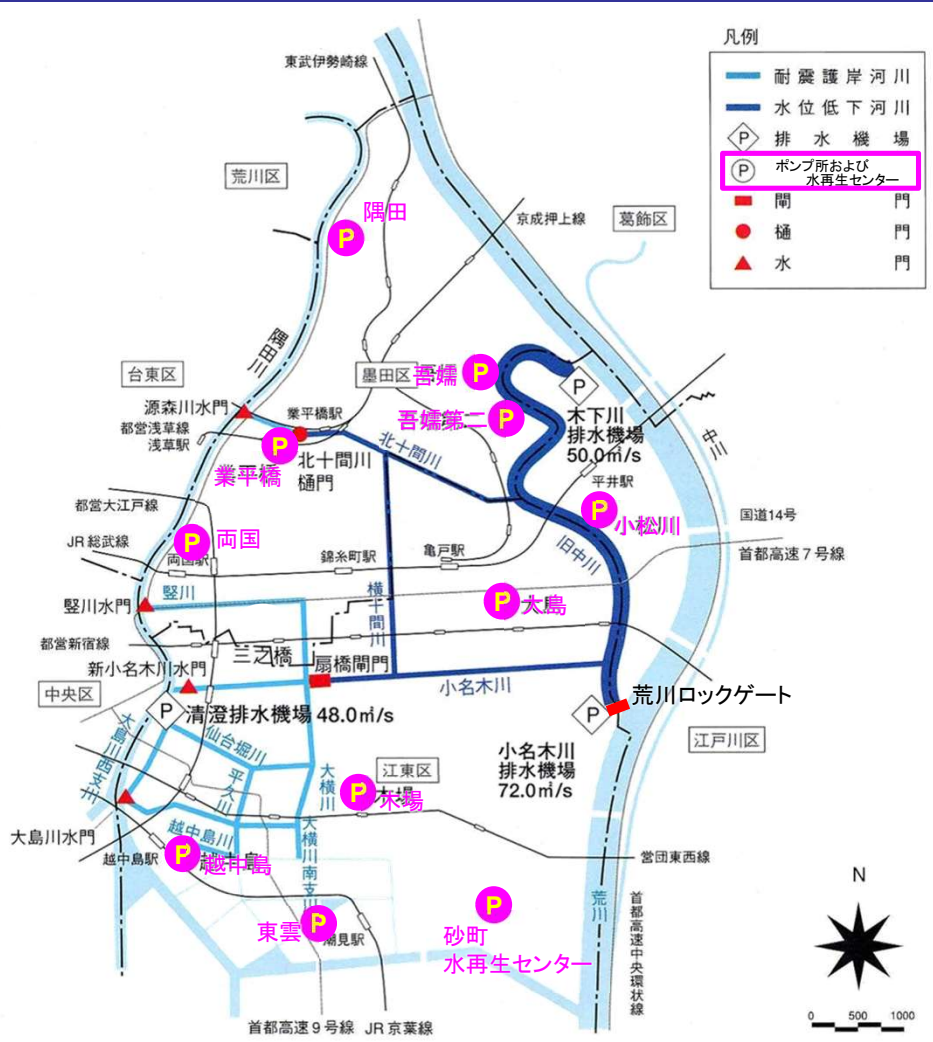 凡例
耐震護岸河川
水位低下河川
P 排水機場
P ポンプ所および
水再生センター
閘門
樋門
水門
東武伊勢崎線
荒川区
隅田
P
京成押上線
葛飾区
隅田川
台東区
墨田区
吾嬬 P
P
源森川水門
業平橋駅
都営浅草線
浅草駅
吾嬬第二 P
木下川
排水機場
50.0㎥/s
中川
P
業平橋
北十間川
樋門
北十間川
平井駅
都営大江戸線
P
小松川
国道14号
JR総武線
P 両国
両国駅
錦糸町駅
亀戸駅
旧中川
首都高速7号線
竪川水門
竪川
横十間川
P 大島
都営新宿線
三之橋
新小名木川水門
扇橋閘門
小名木川
中央区
P
清澄排水機場 48.0㎥/s
P
荒川ロックゲート
大島川西支川
仙台堀川
小名木川
排水機場
72.0㎥/s
江戸川区
平久川
大横川
江東区
P 木場
大島川水門
越中島川
大横川南支川
越中島駅
P
越中島
営団東西線
P
東雲
潮見駅
P
砂町
水再生センター
荒川
首都高速中央環状線
N
首都高速9号線
JR京葉線
0 500 1000